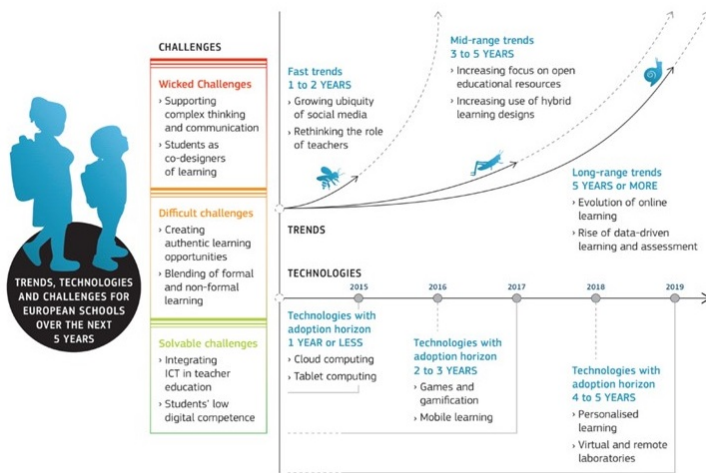 TRENDS, TECHNOLOGIES
AND CHALLENGES FOR
EUROPEAN SCHOOLS
OVER THE NEXT
5 YEARS
CHALLENGES
Wicked Challenges
› Supporting
complex thinking
and communication
› Students as
co-designers
of learning
Difficult challenges
› Creating
authentic learning
opportunities
› Blending of formal
and non-formal
learning
Solvable challenges
› Integrating
ICT in teacher
education
› Students' low
digital competence
Fast trends
1 to 2 YEARS
› Growing ubiquity
of social media
› Rethinking the role
of teachers
Mid-range trends
3 to 5 YEARS
› Increasing focus on open
educational resources
› Increasing use of hybrid
learning designs
Long-range trends
5 YEARS or MORE
› Evolution of online
learning
› Rise of data-driven
learning and assessment
TRENDS
TECHNOLOGIES
2015
2016
2017
2018
2019
Technologies with
adoption horizon
1 YEAR or LESS
› Cloud computing
› Tablet computing
Technologies with
adoption horizon
2 to 3 YEARS
› Games and
gamification
› Mobile learning
Technologies with
adoption horizon
4 to 5 YEARS
› Personalised
learning
› Virtual and remote
laboratories